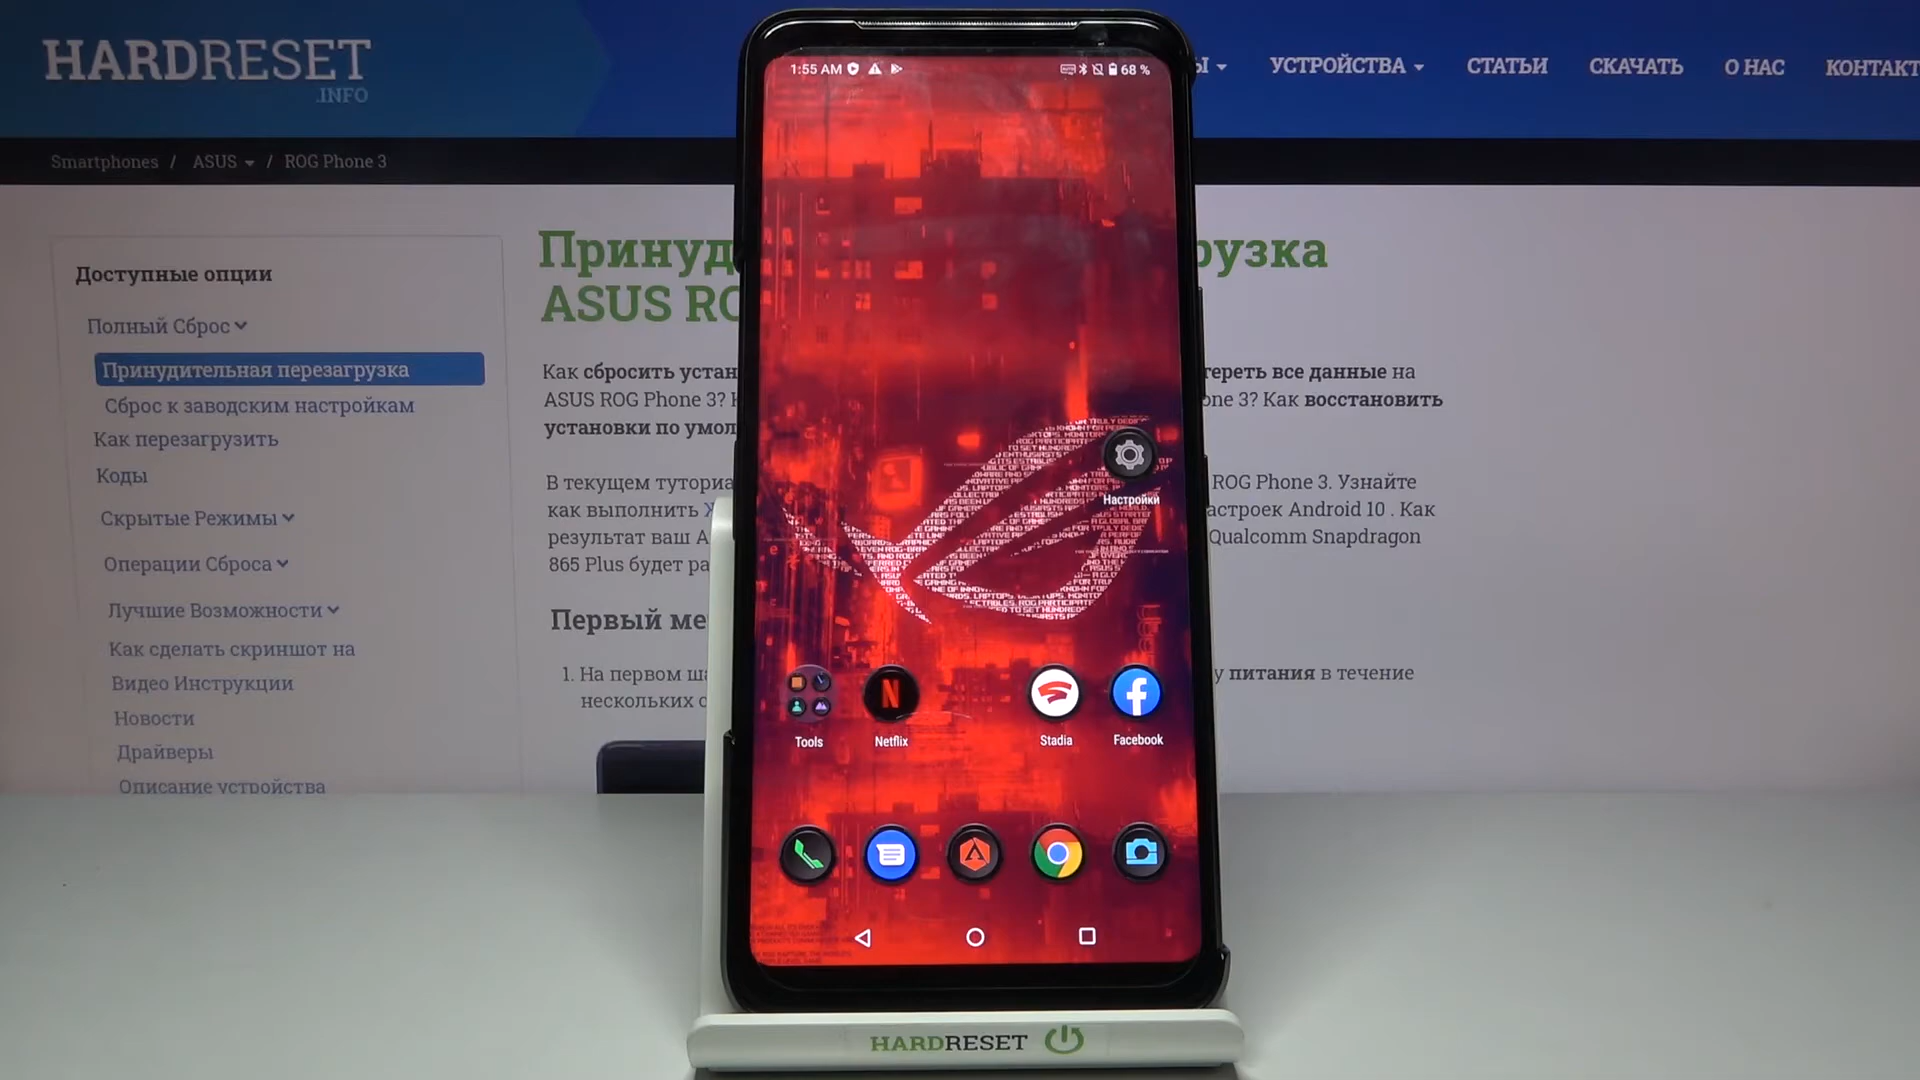 HARDRESET
.INFO
УСТРОЙСТВА
СТАТЬИ
СКАЧАТЬ
О НАС
КОНТАКТ
Smartphones / ASUS / ROG Phone 3
Доступные опции
Полный Сброс
Принудительная перезагрузка
Сброс к заводским настройкам
Как перезагрузить
Коды
Скрытые Режимы
Операции Сброса
Лучшие Возможности
Как сделать скриншот на
Видео Инструкции
Новости
Драйверы
Описание устройства
Принуд рузка
ASUS RO
Как сбросить устан тереть все данные на
ASUS ROG Phone 3? one 3? Как восстановить
установки по умол
В текущем тутори ROG Phone 3. Узнайте
как выполнить астроек Android 10 . Как
результат ваш A Qualcomm Snapdragon
865 Plus будет ра
Первый ме
1. На первом ша у питания в течение
нескольких с
1:55 AM
68 %
Настройки
Tools
Netflix
Stadia
Facebook
HARDRESET